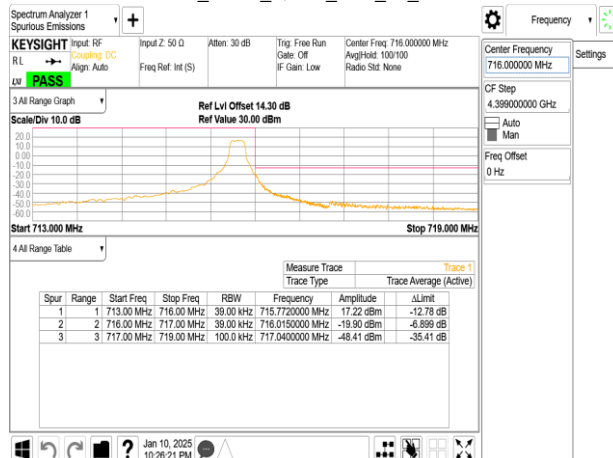 Spectrum Analyzer 1
Spurious Emissions
Frequency
KEYSIGHT Input: RF Input Z: 50 Ω Atten: 30 dB Trig: Free Run Center Freq: 716.000000 MHz
Coupling: DC Gate: Off Avg|Hold: 100/100
RL Align: Auto Freq Ref: Int (S) IF Gain: Low Radio Std: None
PASS
Center Frequency
716.000000 MHz
Settings
CF Step
4.399000000 GHz
Auto
Man
Freq Offset
0 Hz
3 All Range Graph
Ref Lvl Offset 14.30 dB
Scale/Div 10.0 dB Ref Value 30.00 dBm
20.0
10.0
0.00
-10.0
-20.0
-30.0
-40.0
-50.0
-60.0
Start 713.000 MHz Stop 719.000 MHz
4 All Range Table
Measure Trace Trace 1
Trace Type Trace Average (Active)
Spur Range Start Freq Stop Freq RBW Frequency Amplitude ΔLimit
1 1 713.00 MHz 716.00 MHz 39.00 kHz 715.7720000 MHz 17.22 dBm -12.78 dB
2 2 716.00 MHz 717.00 MHz 39.00 kHz 716.0150000 MHz -19.90 dBm -6.899 dB
3 3 717.00 MHz 719.00 MHz 100.0 kHz 717.0400000 MHz -48.41 dBm -35.41 dB
Jan 10, 2025
10:26:21 PM